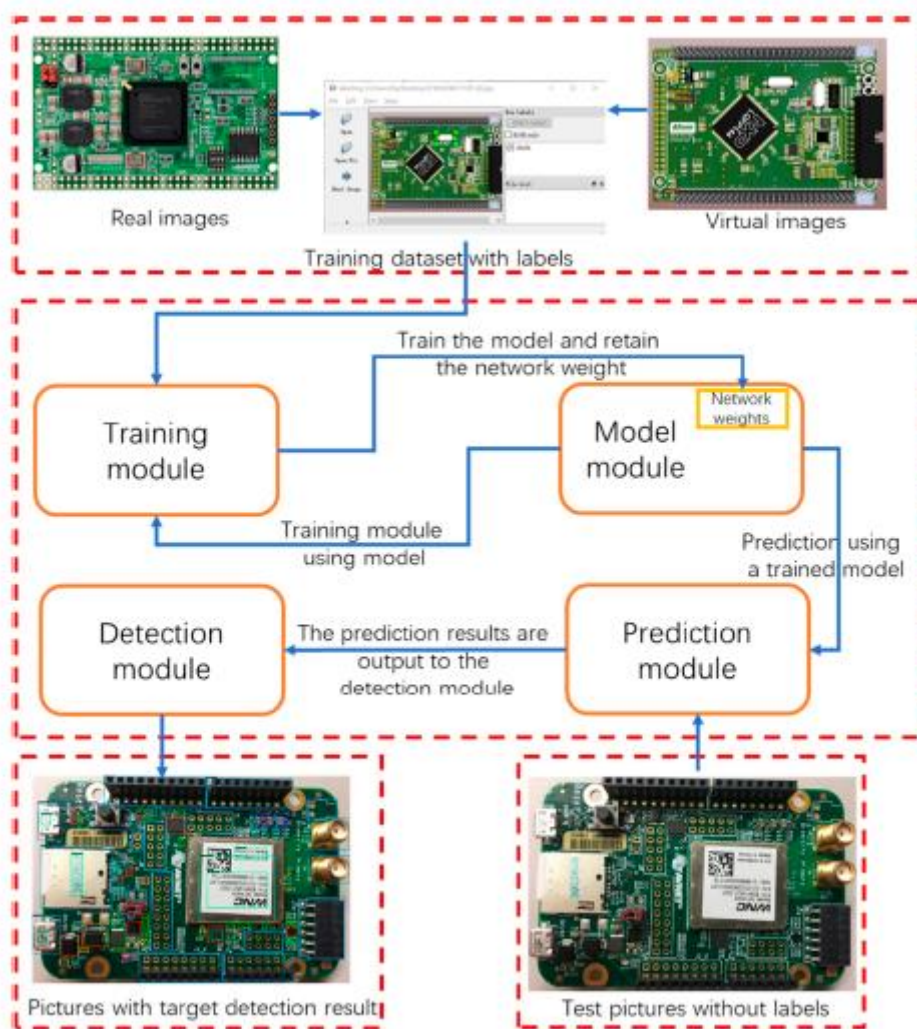 Real images
Virtual images
Training dataset with labels
Train the model and retain
the network weight
Network
weights
Training
module
Model
module
Training module
using model
Prediction using
a trained model
Detection
module
The prediction results are
output to the
detection module
Prediction
module
WNC
WNC
Pictures with target detection result
Test pictures without labels